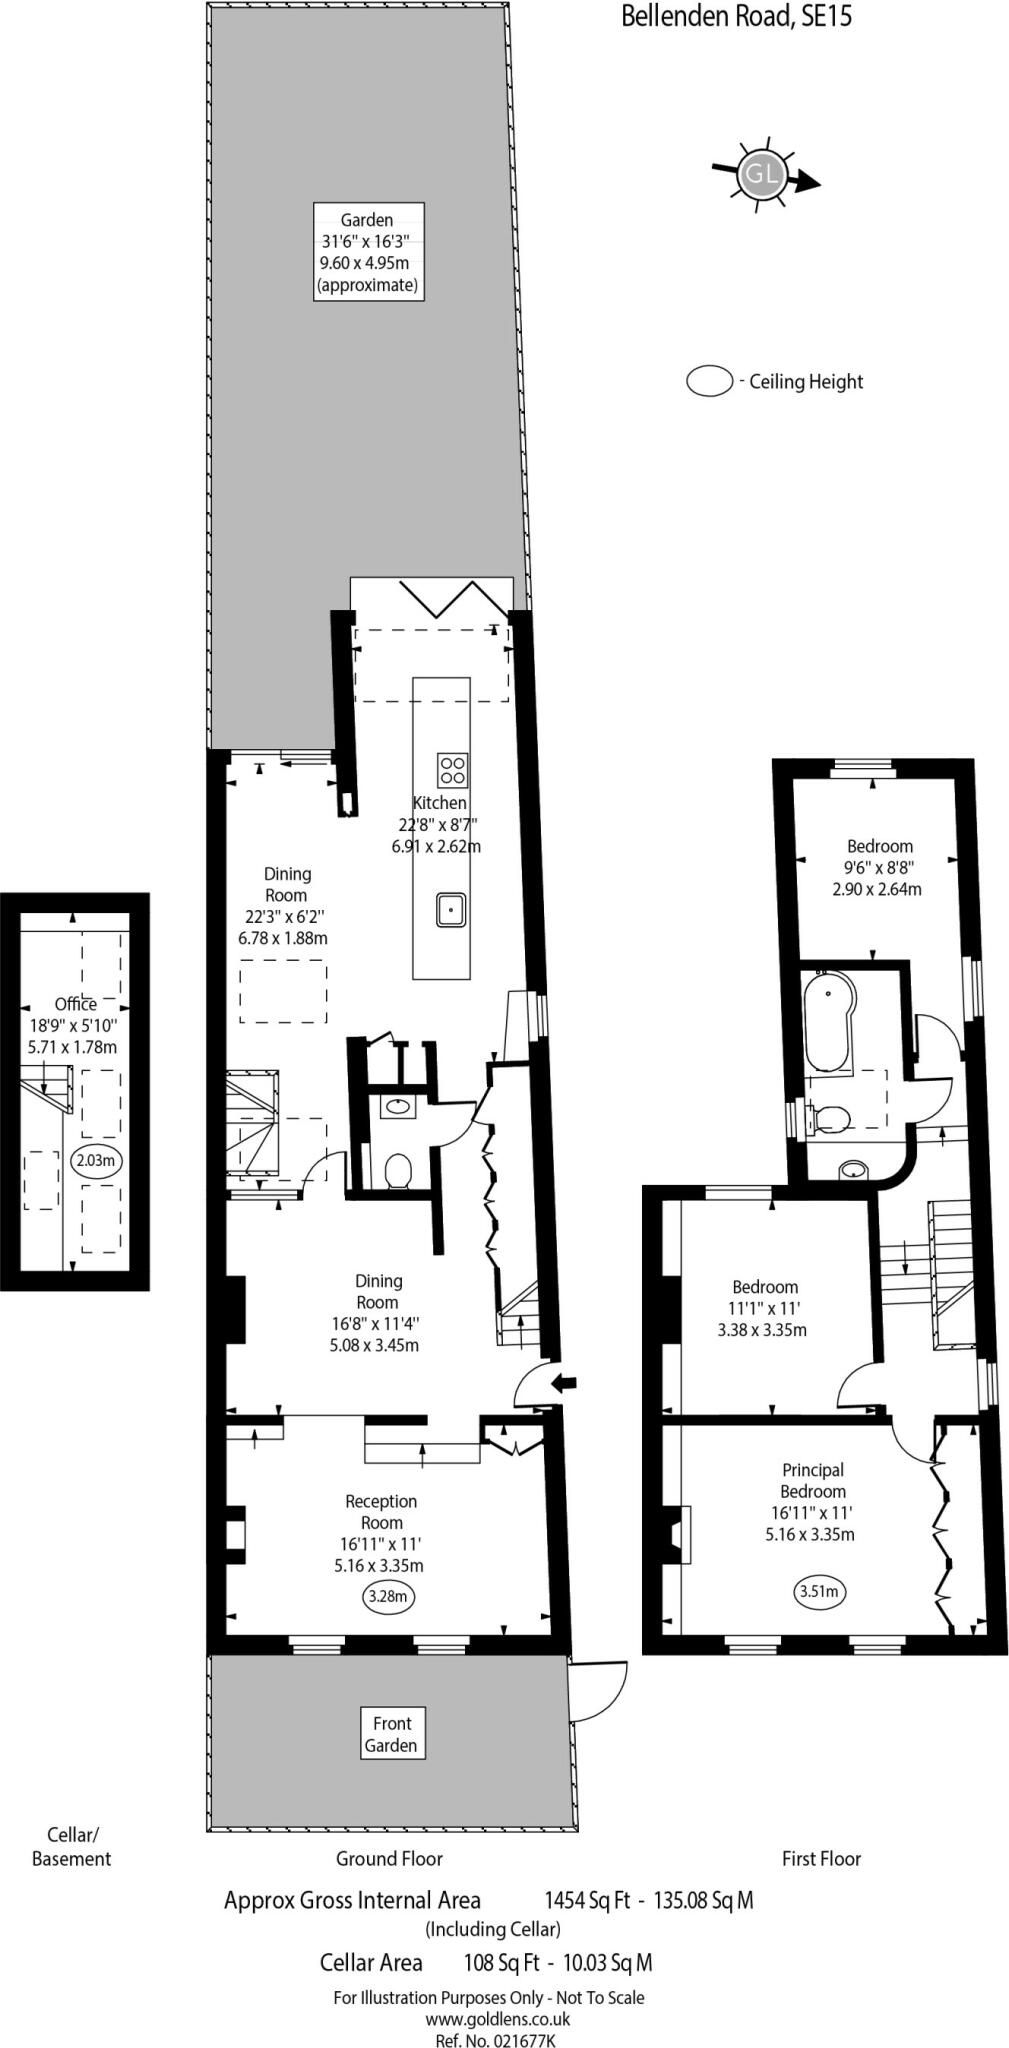 Bellenden Road, SE15
GL
Garden
31'6" x 16'3"
9.60 x 4.95m
(approximate)
- Ceiling Height
Kitchen
22'8" x 8'7"
6.91 x 2.62m
Dining
Room
22'3" x 6'2"
6.78 x 1.88m
Bedroom
9'6" x 8'8"
2.90 x 2.64m
Office
18'9" x 5'10"
5.71 x 1.78m
2.03m
Dining
Room
16'8" x 11'4"
5.08 x 3.45m
Bedroom
11'1" x 11'
3.38 x 3.35m
Reception
Room
16'11" x 11'
5.16 x 3.35m
3.28m
Principal
Bedroom
16'11" x 11'
5.16 x 3.35m
3.51m
Front
Garden
Cellar/
Basement
Ground Floor
First Floor
Approx Gross Internal Area 1454 Sq Ft - 135.08 Sq M
(Including Cellar)
Cellar Area 108 Sq Ft - 10.03 Sq M
For Illustration Purposes Only - Not To Scale
www.goldlens.co.uk
Ref. No. 021677K